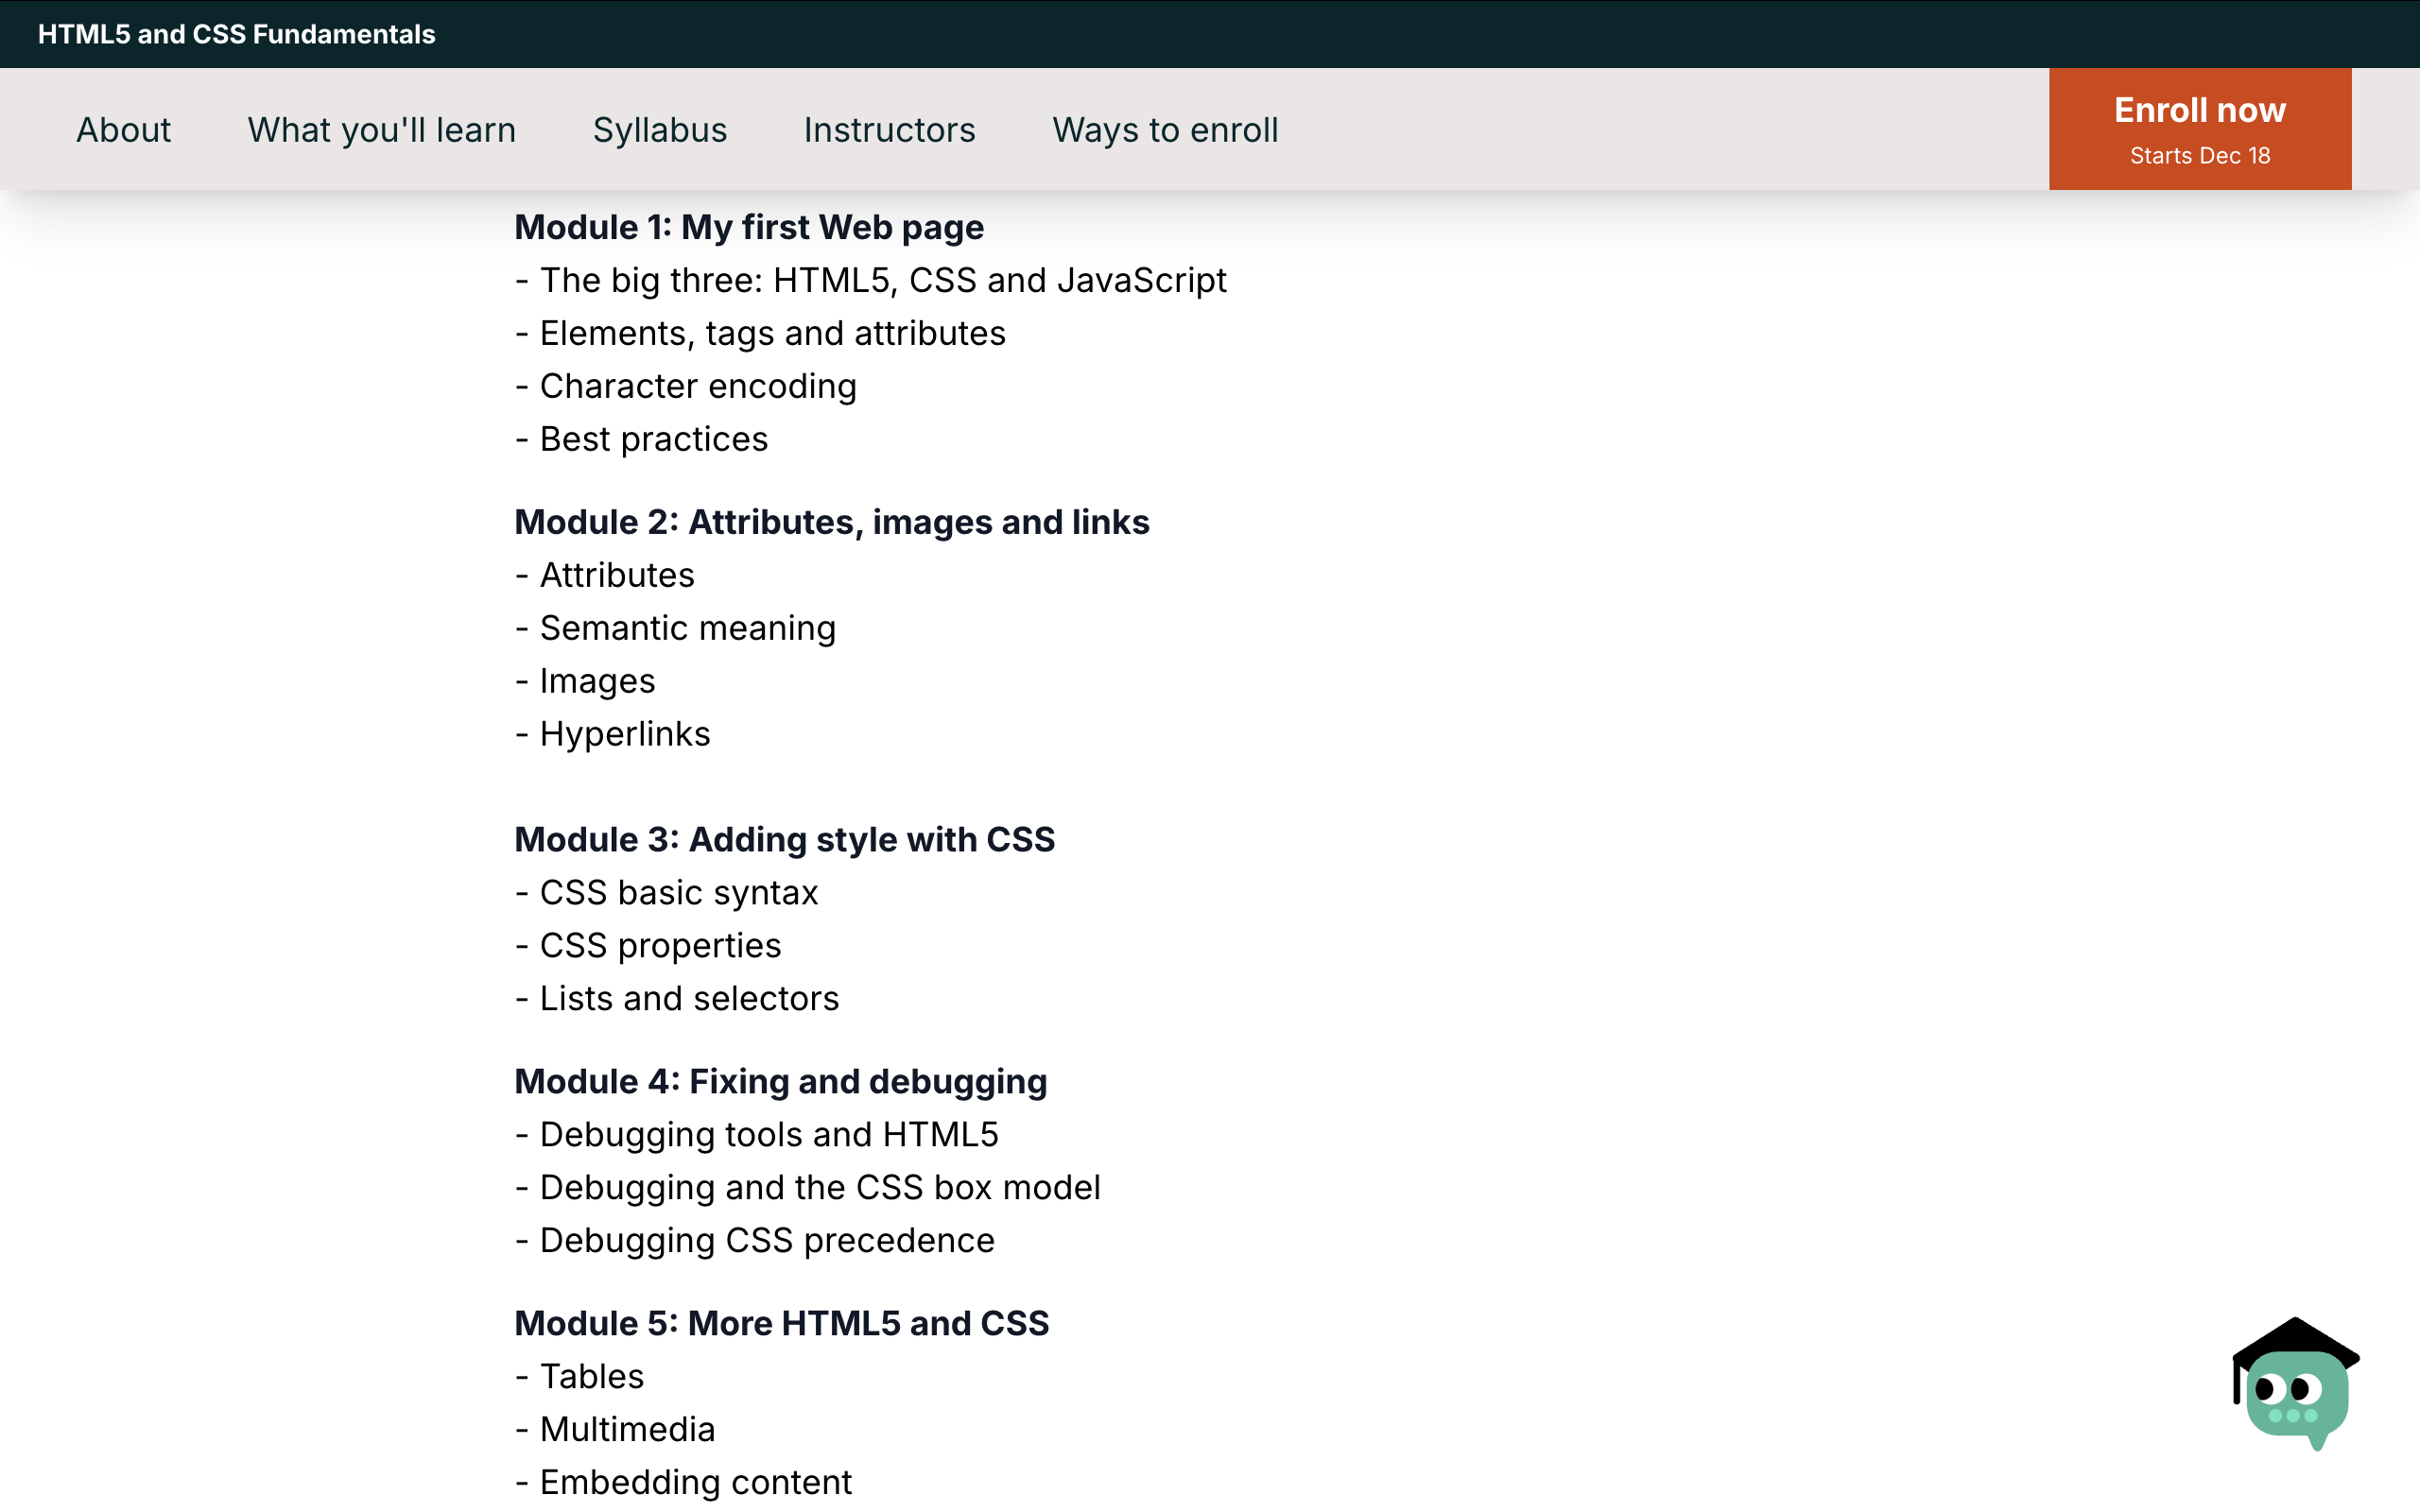 HTML5 and CSS Fundamentals
About
What you'll learn
Syllabus
Instructors
Ways to enroll
Enroll now
Starts Dec 18
Module 1: My first Web page
- The big three: HTML5, CSS and JavaScript
- Elements, tags and attributes
- Character encoding
- Best practices
Module 2: Attributes, images and links
- Attributes
- Semantic meaning
- Images
- Hyperlinks
Module 3: Adding style with CSS
- CSS basic syntax
- CSS properties
- Lists and selectors
Module 4: Fixing and debugging
- Debugging tools and HTML5
- Debugging and the CSS box model
- Debugging CSS precedence
Module 5: More HTML5 and CSS
- Tables
- Multimedia
- Embedding content